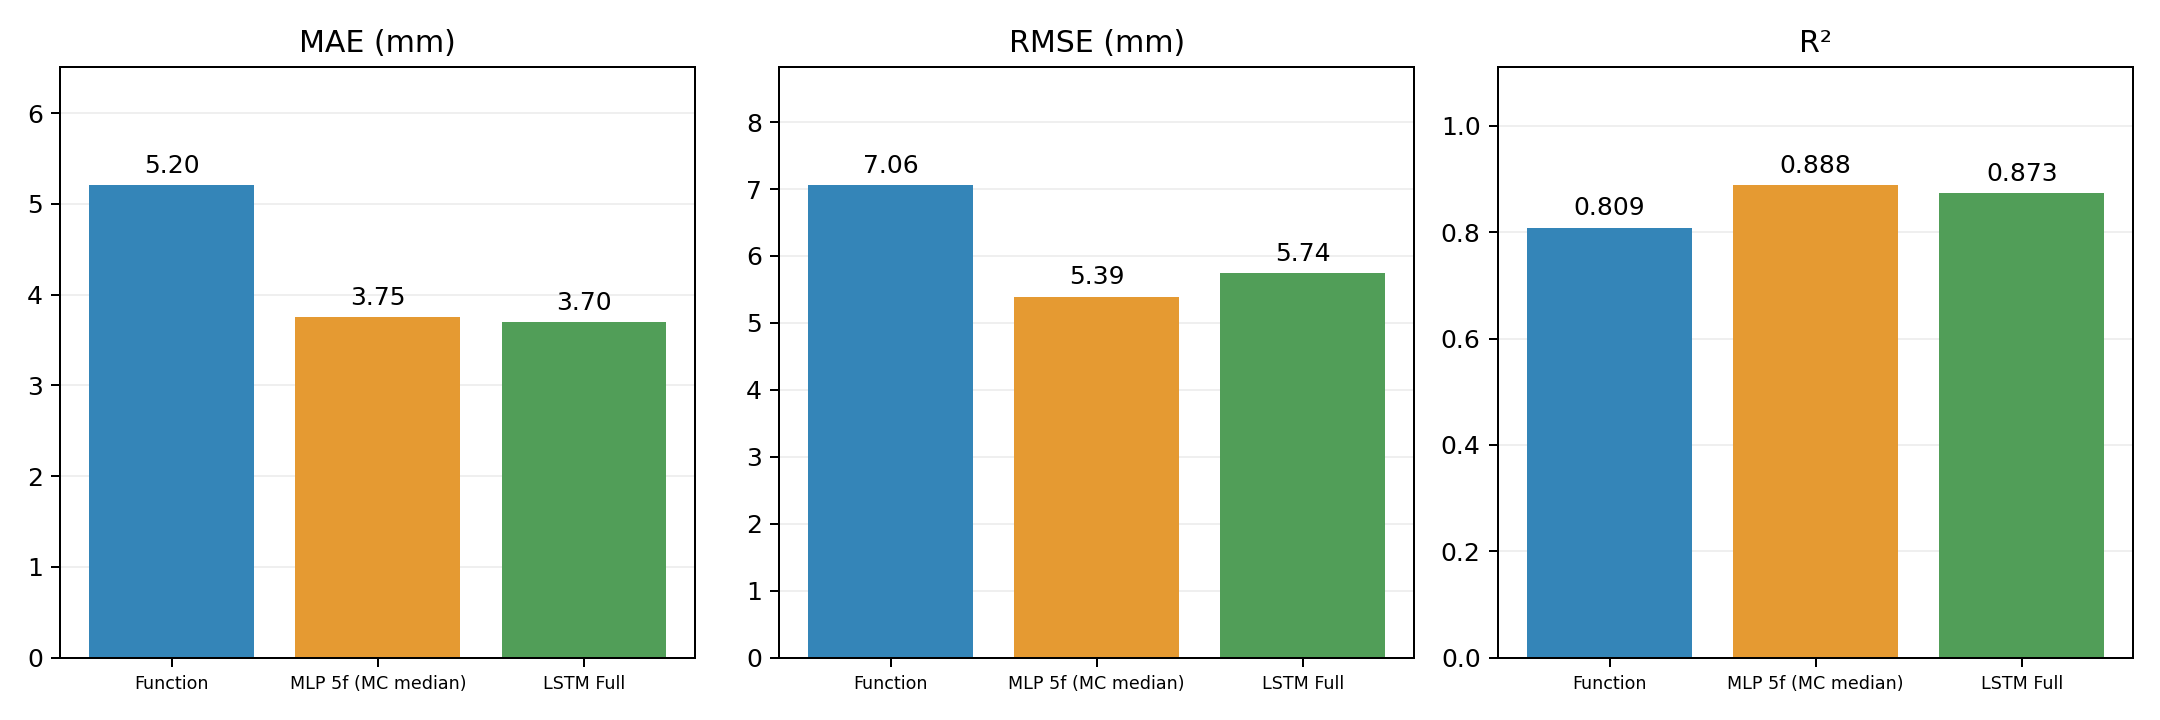 MAE (mm)
6
5
4
3
2
1
0
5.20
3.75
3.70
Function
MLP 5f (MC median)
LSTM Full
RMSE (mm)
8
7
6
5
4
3
2
1
0
7.06
5.39
5.74
Function
MLP 5f (MC median)
LSTM Full
R²
1.0
0.8
0.6
0.4
0.2
0.0
0.809
0.888
0.873
Function
MLP 5f (MC median)
LSTM Full